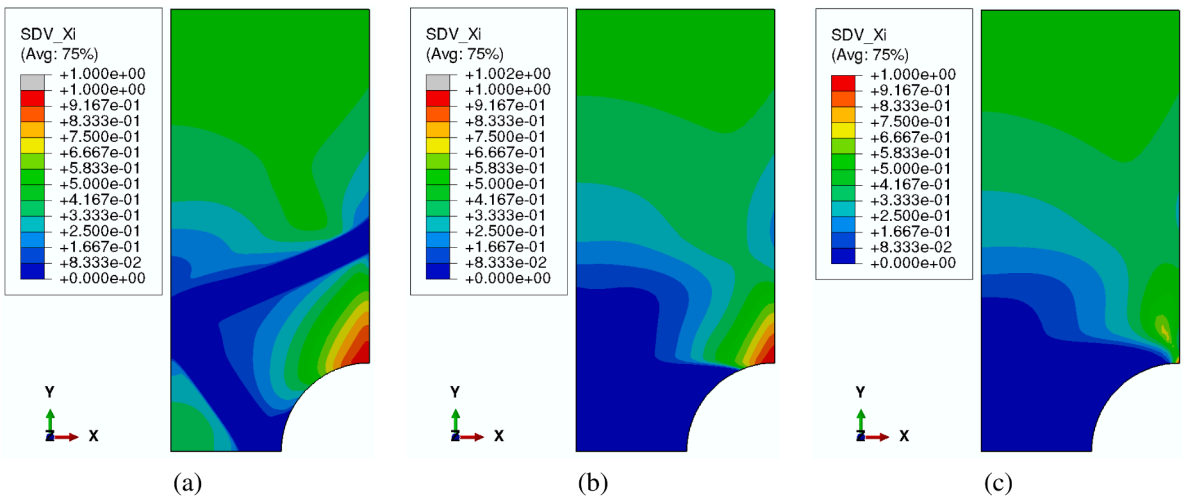 SDV_Xi
(Avg: 75%)
+1.000e+00
+1.000e+00
+9.167e-01
+8.333e-01
+7.500e-01
+6.667e-01
+5.833e-01
+5.000e-01
+4.167e-01
+3.333e-01
+2.500e-01
+1.667e-01
+8.333e-02
+0.000e+00
Y
Z
X
(a)
SDV_Xi
(Avg: 75%)
+1.002e+00
+1.000e+00
+9.167e-01
+8.333e-01
+7.500e-01
+6.667e-01
+5.833e-01
+5.000e-01
+4.167e-01
+3.333e-01
+2.500e-01
+1.667e-01
+8.333e-02
+0.000e+00
Y
Z
X
(b)
SDV_Xi
(Avg: 75%)
+1.000e+00
+9.167e-01
+8.333e-01
+7.500e-01
+6.667e-01
+5.833e-01
+5.000e-01
+4.167e-01
+3.333e-01
+2.500e-01
+1.667e-01
+8.333e-02
+0.000e+00
Y
Z
X
(c)